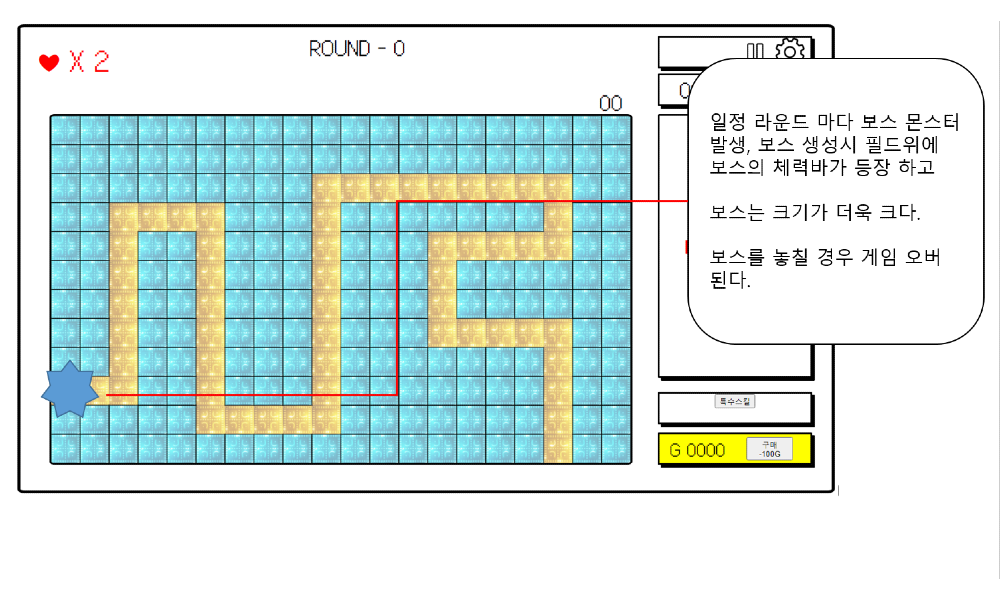 ROUND - 0
X 2
00
0
일정 라운드 마다 보스 몬스터
발생, 보스 생성시 필드위에
보스의 체력바가 등장 하고
보스는 크기가 더욱 크다.
보스를 놓칠 경우 게임 오버
된다.
특수스킬
G 0000
구매
-100G